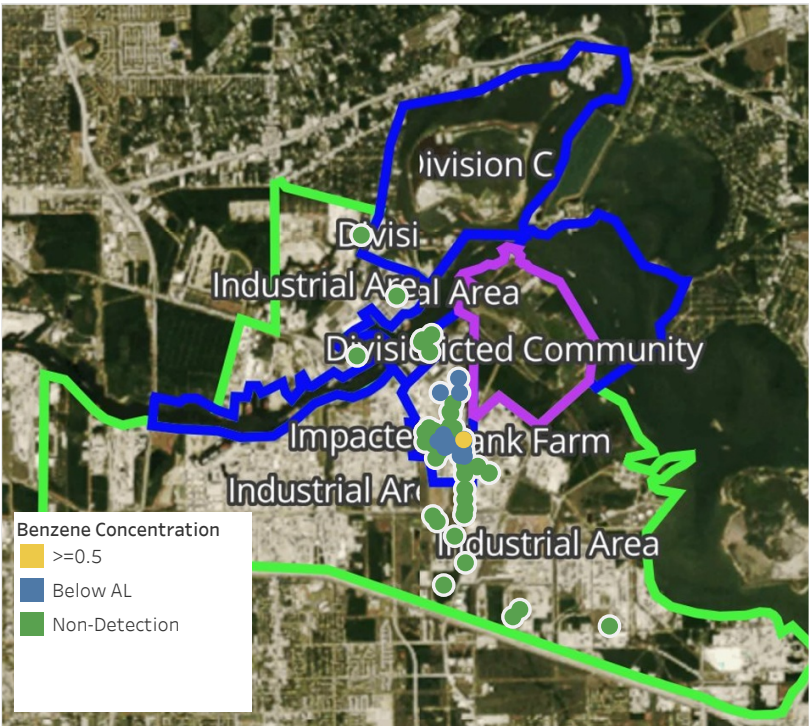 Division C
Divisi
Industrial Area
al Area
Divisi
icted Community
Impacte
ank Farm
Industrial Are
Industrial Area
Benzene Concentration
>=0.5
Below AL
Non-Detection